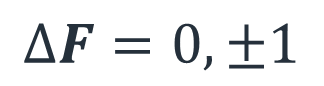 Δ𝑭 = 0, ±1